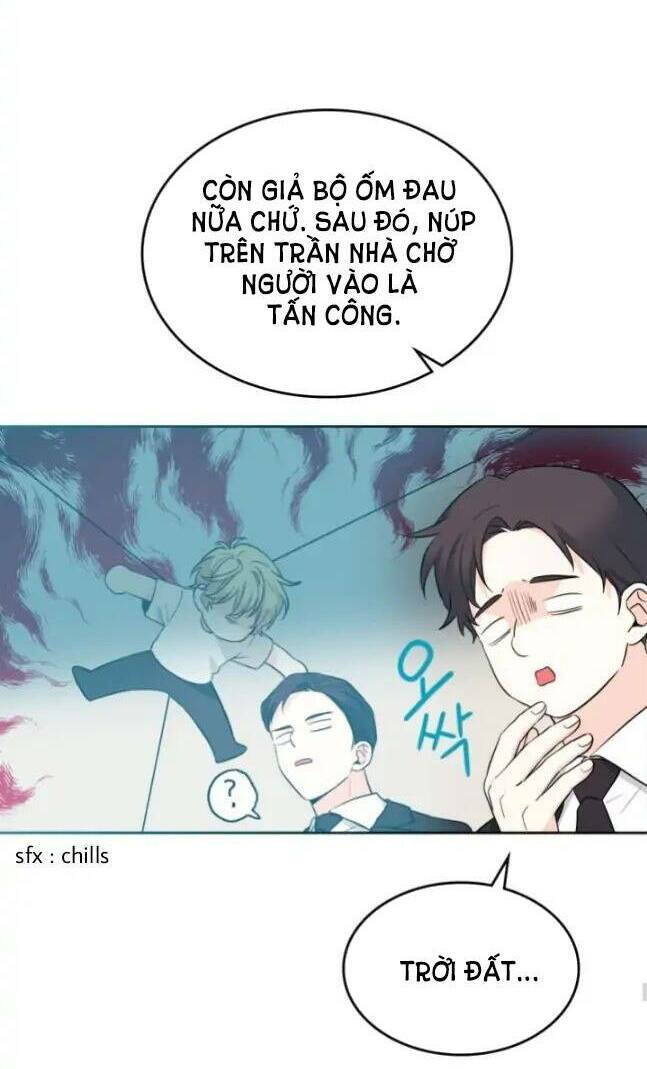 CÒN GIẢ BỘ ỐM ĐAU
NỮA CHỨ. SAU ĐÓ, NÚP
TRÊN TRẦN NHÀ CHỜ
NGƯỜI VÀO LÀ
TẤN CÔNG.
오
싹
?
sfx : chills
TRỜI ĐẤT...